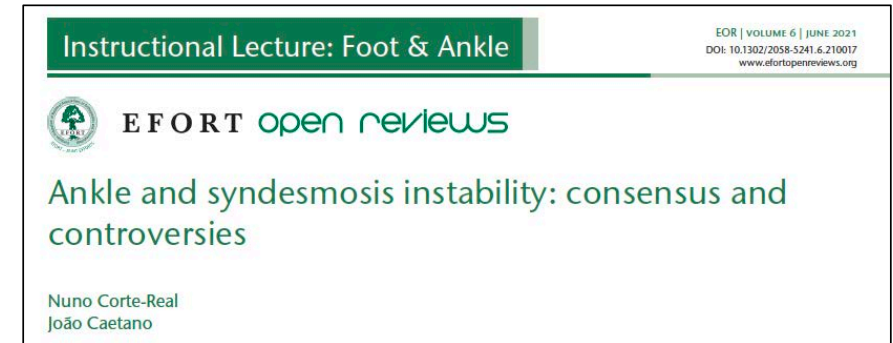 Instructional Lecture: Foot & Ankle
EOR | VOLUME 6 | JUNE 2021
DOI: 10.1302/2058-5241.6.210017
www.efortopenreviews.org
EFORT open reviews
Ankle and syndesmosis instability: consensus and
controversies
Nuno Corte-Real
João Caetano